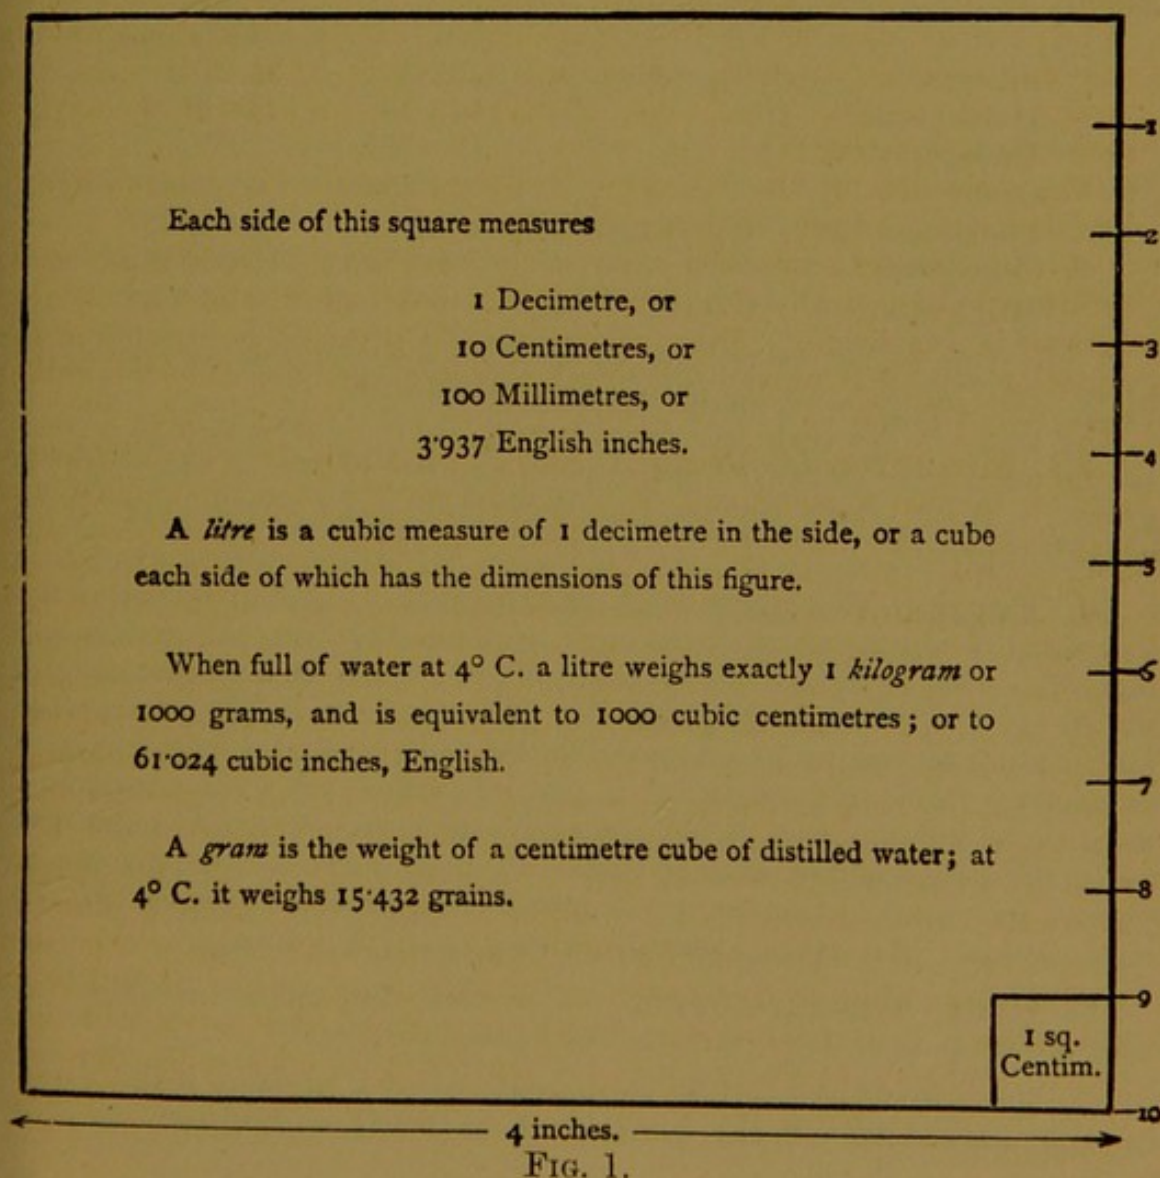 Each side of this square measures
1 Decimetre, or
10 Centimetres, or
100 Millimetres, or
3·937 English inches.
A litre is a cubic measure of 1 decimetre in the side, or a cube
each side of which has the dimensions of this figure.
When full of water at 4° C. a litre weighs exactly 1 kilogram or
1000 grams, and is equivalent to 1000 cubic centimetres; or to
61·024 cubic inches, English.
A gram is the weight of a centimetre cube of distilled water; at
4° C. it weighs 15·432 grains.
1
2
3
4
5
6
7
8
9
10
1 sq.
Centim.
4 inches.
FIG. 1.